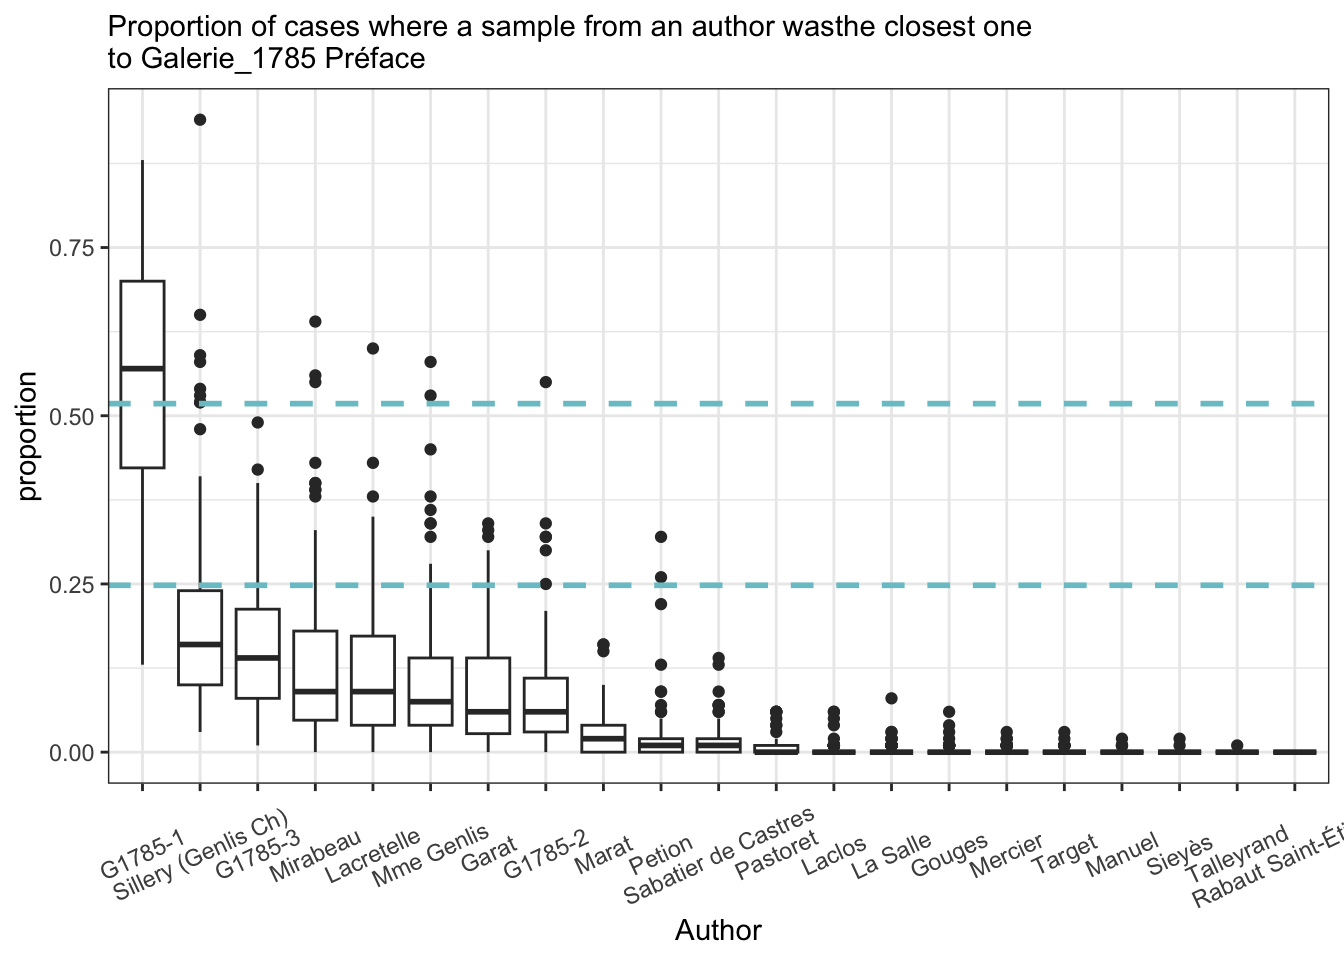 Proportion of cases where a sample from an author wasthe closest one
to Galerie_1785 Préface
proportion
0.75
0.50
0.25
0.00
G1785-1
Sillery (Genlis Ch)
G1785-3
Mirabeau
Lacretelle
Mme Genlis
Garat
G1785-2
Marat
Petion
Sabatier de Castres
Pastoret
Laclos
La Salle
Gouges
Mercier
Target
Manuel
Sieyès
Talleyrand
Rabaut
Author